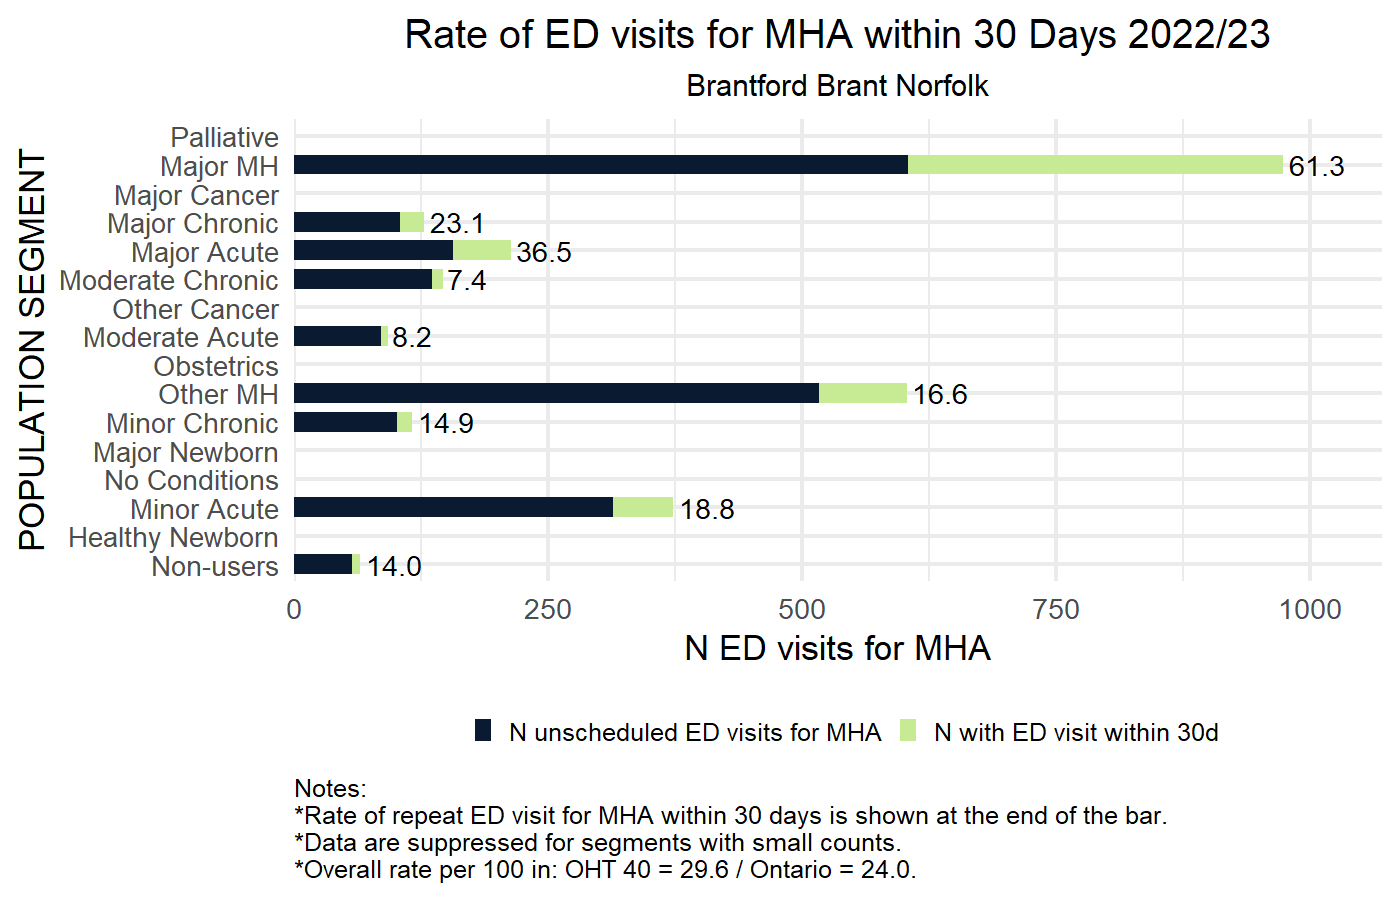 Rate of ED visits for MHA within 30 Days 2022/23
Brantford Brant Norfolk
POPULATION SEGMENT
Palliative
Major MH 61.3
Major Cancer
Major Chronic 23.1
Major Acute 36.5
Moderate Chronic 7.4
Other Cancer
Moderate Acute 8.2
Obstetrics
Other MH 16.6
Minor Chronic 14.9
Major Newborn
No Conditions
Minor Acute 18.8
Healthy Newborn
Non-users 14.0
0 250 500 750 1000
N ED visits for MHA
N unscheduled ED visits for MHA N with ED visit within 30d
Notes:
*Rate of repeat ED visit for MHA within 30 days is shown at the end of the bar.
*Data are suppressed for segments with small counts.
*Overall rate per 100 in: OHT 40 = 29.6 / Ontario = 24.0.